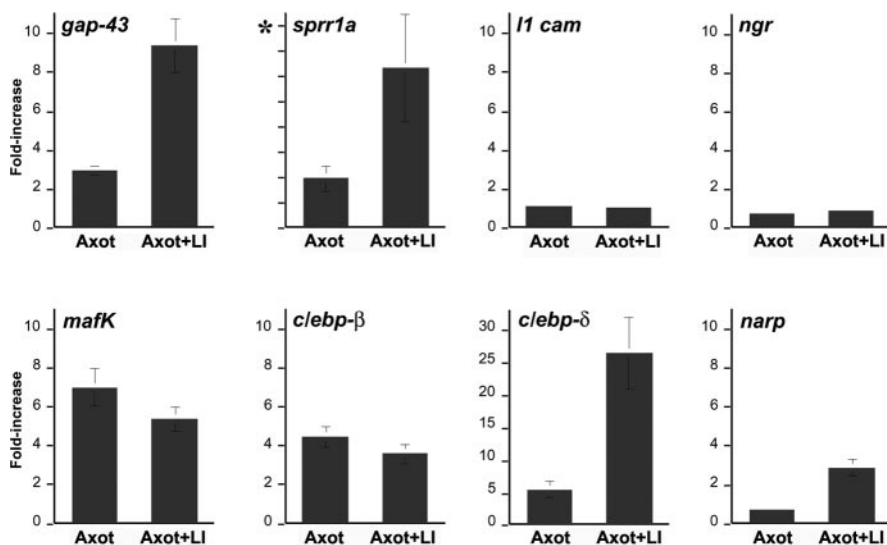 gap-43
* sprr1a
l1 cam
ngr
Fold-increase
10
8
6
4
2
0
10
8
6
4
2
0
10
8
6
4
2
0
Axot Axot+LI
Axot Axot+LI
Axot Axot+LI
Axot Axot+LI
mafK
c/ebp-β
c/ebp-δ
narp
Fold-increase
10
8
6
4
2
0
10
8
6
4
2
0
30
25
20
15
10
5
0
10
8
6
4
2
0
Axot Axot+LI
Axot Axot+LI
Axot Axot+LI
Axot Axot+LI